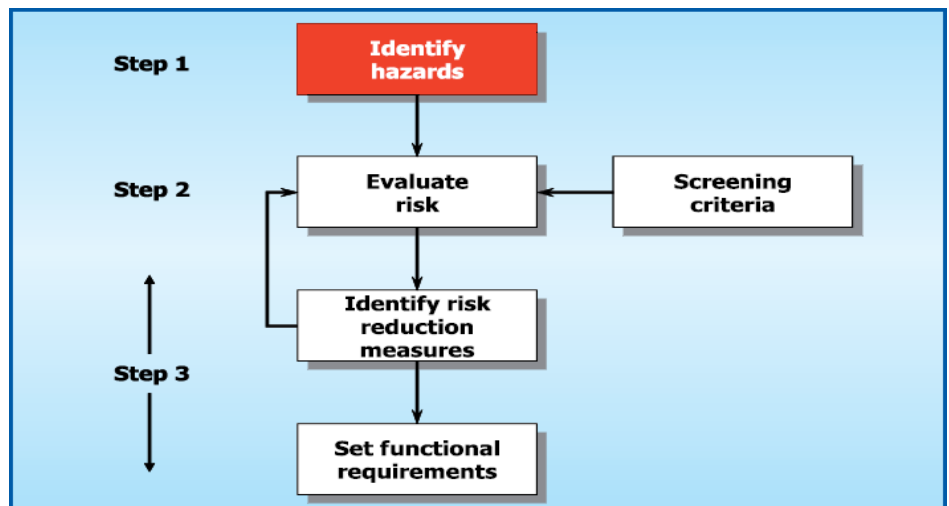 Step 1
Identify
hazards
Step 2
Evaluate
risk
Screening
criteria
Identify risk
reduction
measures
Step 3
Set functional
requirements